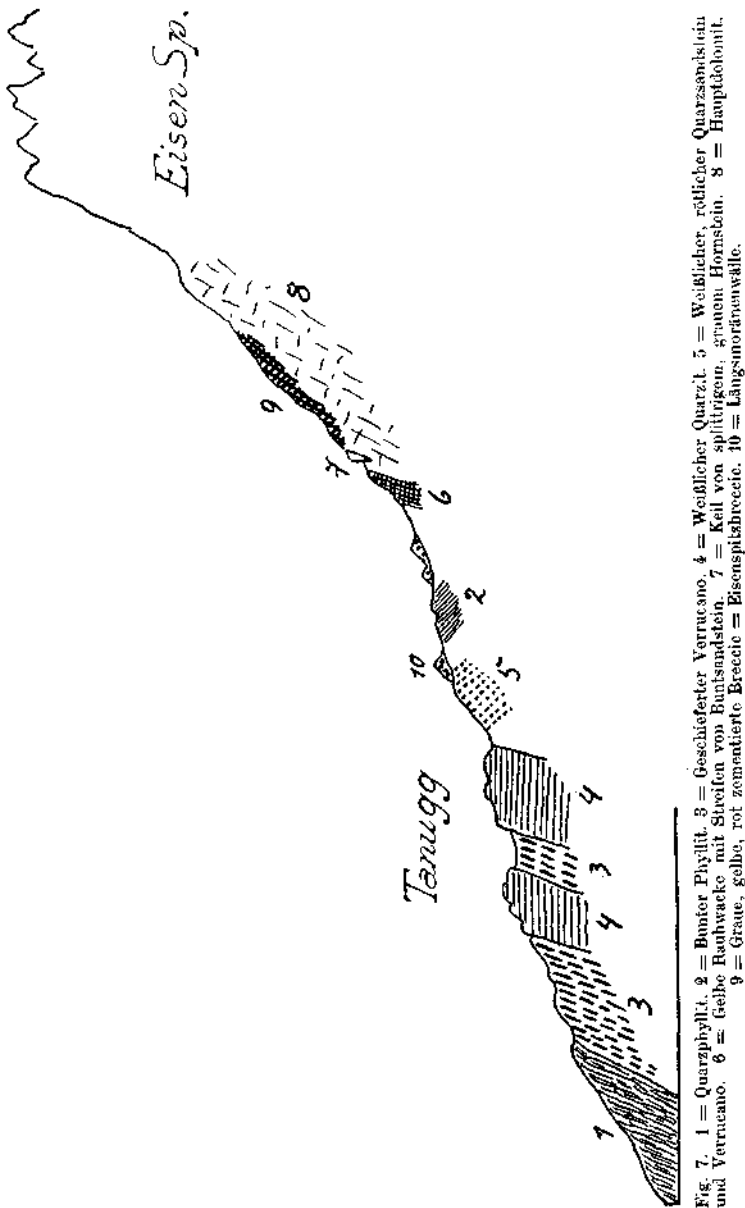 Eisen Sp.
Tanugg
1
3
4
3
4
5
10
2
6
7
9
8
Fig. 7. 1 = Quarzphyllit. 2 = Bunter Phyllit. 3 = Geschieferter Verrucano. 4 = Weißlicher Quarzit. 5 = Weißlicher, rötlicher Quarzsandstein
und Verrucano. 6 = Gelbe Rauhwacke mit Streifen von Buntsandstein. 7 = Keil von splittrigem, grauem Hornstein. 8 = Hauptdolomit.
9 = Graue, gelbe, rot zementierte Breccie = Eisenspitzbreccie. 10 = Längsmoränenwälle.